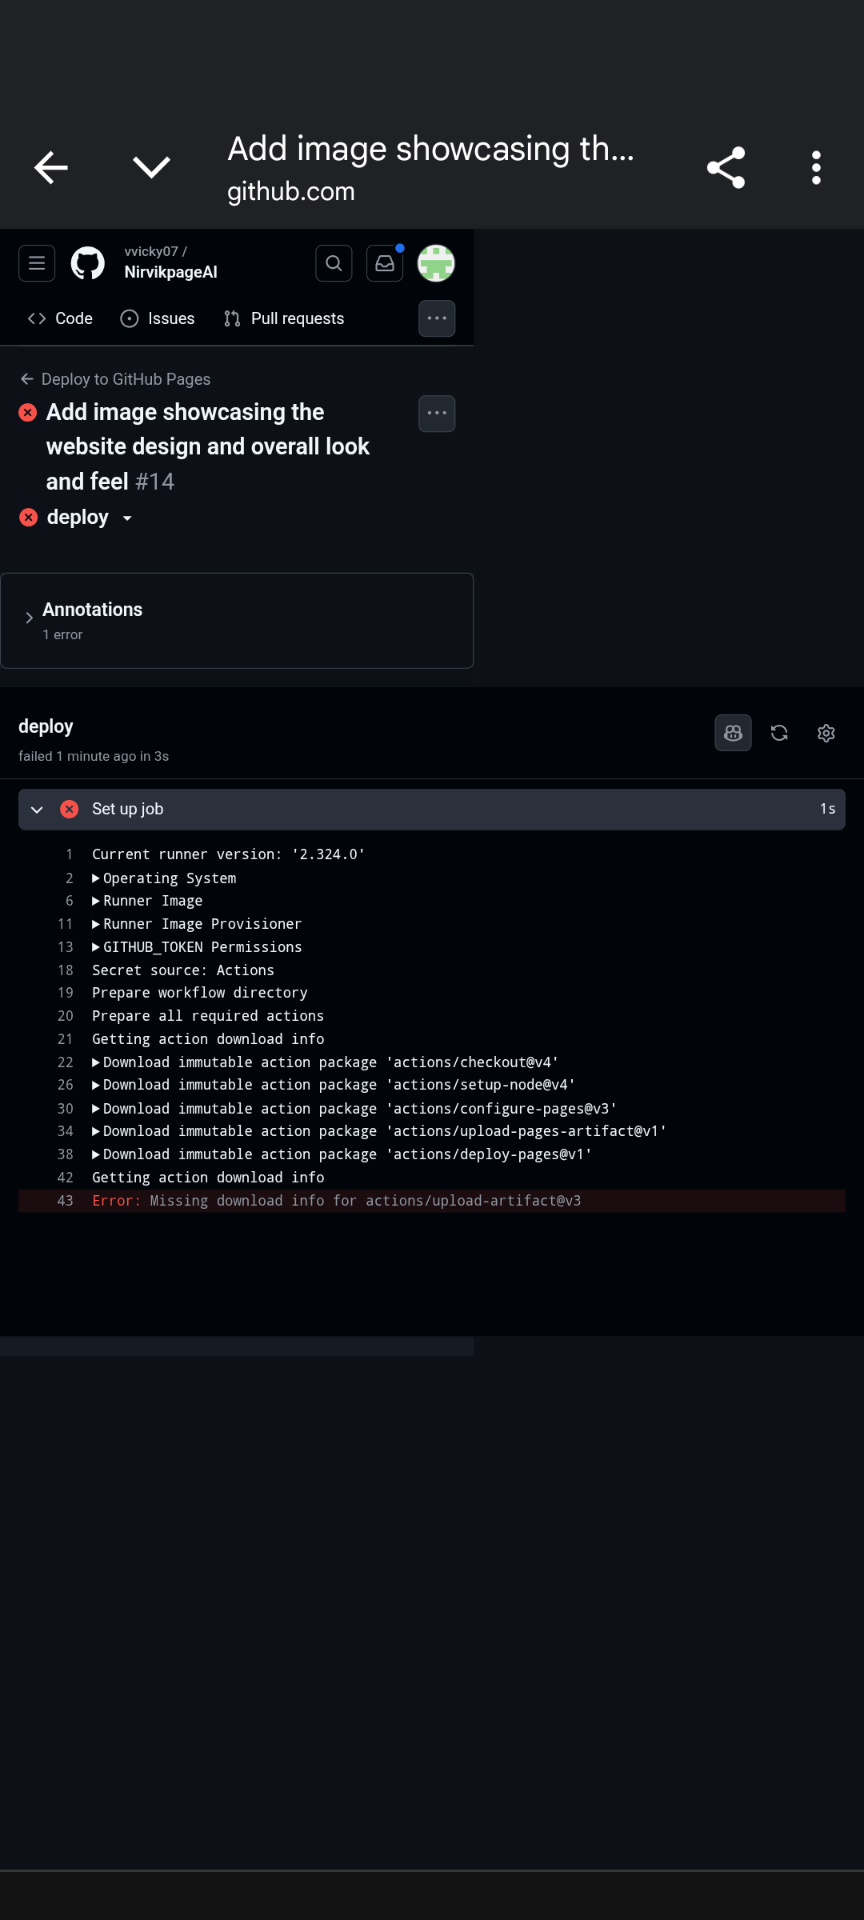 Add image showcasing th...
github.com
vvicky07 /
NirvikpageAI
Code
Issues
Pull requests
Deploy to GitHub Pages
Add image showcasing the
website design and overall look
and feel #14
deploy
Annotations
1 error
deploy
failed 1 minute ago in 3s
Set up job 1s
1 Current runner version: '2.324.0'
2 Operating System
6 Runner Image
11 Runner Image Provisioner
13 GITHUB_TOKEN Permissions
18 Secret source: Actions
19 Prepare workflow directory
20 Prepare all required actions
21 Getting action download info
22 Download immutable action package 'actions/checkout@v4'
26 Download immutable action package 'actions/setup-node@v4'
30 Download immutable action package 'actions/configure-pages@v3'
34 Download immutable action package 'actions/upload-pages-artifact@v1'
38 Download immutable action package 'actions/deploy-pages@v1'
42 Getting action download info
43 Error: Missing download info for actions/upload-artifact@v3